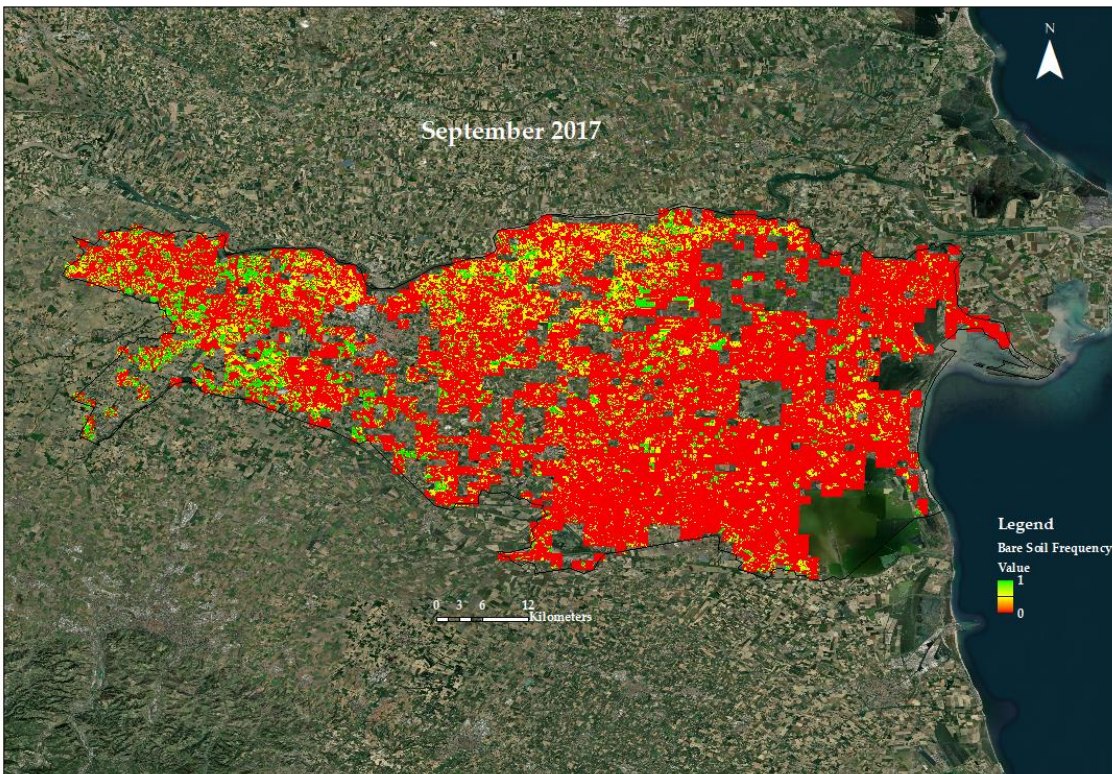 N
September 2017
Legend
Bare Soil Frequency
Value
1
0
0 3 6 12
Kilometers